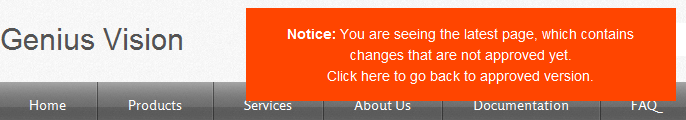 Genius Vision
Notice: You are seeing the latest page, which contains
changes that are not approved yet.
Click here to go back to approved version.
Home Products Services About Us Documentation FAQ